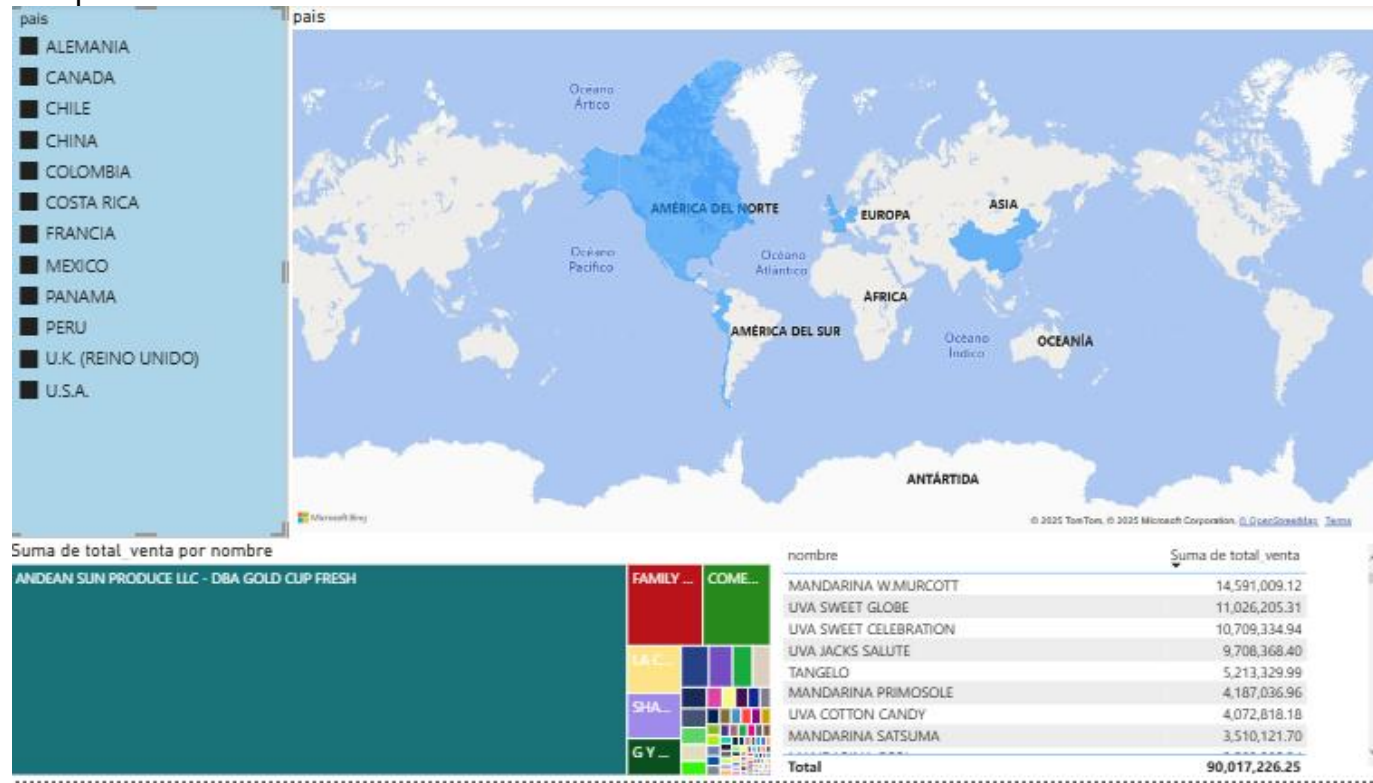 pais
ALEMANIA
CANADA
CHILE
CHINA
COLOMBIA
COSTA RICA
FRANCIA
MEXICO
PANAMA
PERU
U.K. (REINO UNIDO)
U.S.A.
pais
Océano
Ártico
AMÉRICA DEL NORTE
EUROPA
ASIA
Océano
Pacífico
Océano
Atlántico
ÁFRICA
AMÉRICA DEL SUR
Océano
Índico
OCEANÍA
ANTÁRTIDA
Microsoft Bing
© 2025 TomTom, © 2025 Microsoft Corporation, © OpenStreetMap Terms
Suma de total_venta por nombre
ANDEAN SUN PRODUCE LLC - DBA GOLD CUP FRESH
FAMILY ...
COME...
LA C...
SHA...
G Y ...
nombre Suma de total_venta
MANDARINA W.MURCOTT 14,591,009.12
UVA SWEET GLOBE 11,026,205.31
UVA SWEET CELEBRATION 10,709,334.94
UVA JACKS SALUTE 9,708,368.40
TANGELO 5,213,329.99
MANDARINA PRIMOSOLE 4,187,036.96
UVA COTTON CANDY 4,072,818.18
MANDARINA SATSUMA 3,510,121.70
Total 90,017,226.25